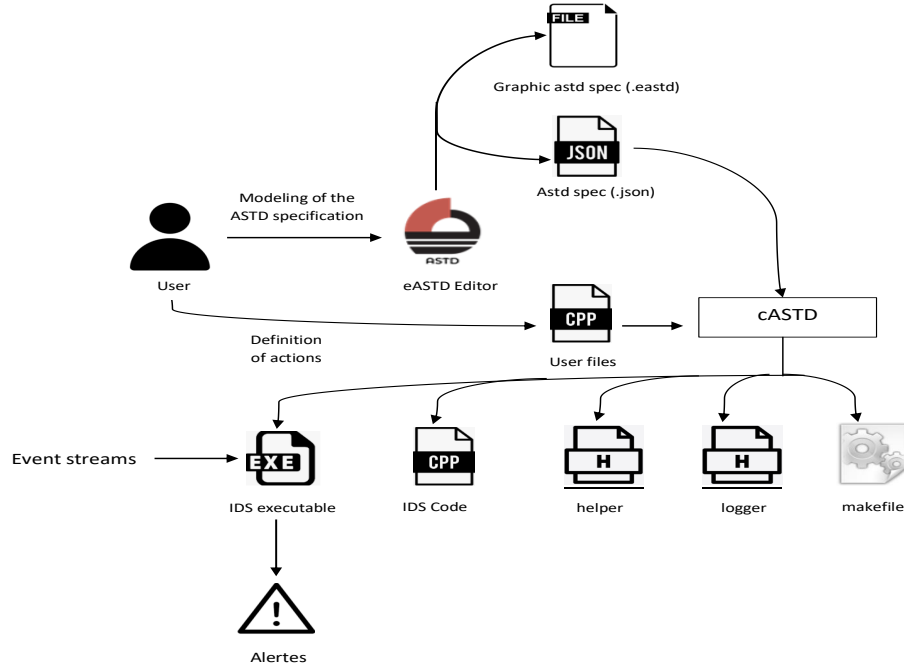 FILE
Graphic astd spec (.eastd)
JSON
Astd spec (.json)
Modeling of the
ASTD specification
ASTD
User
eASTD Editor
CPP
cASTD
Definition
of actions
User files
Event streams
EXE
CPP
H
H
IDS executable
IDS Code
helper
logger
makefile
!
Alertes